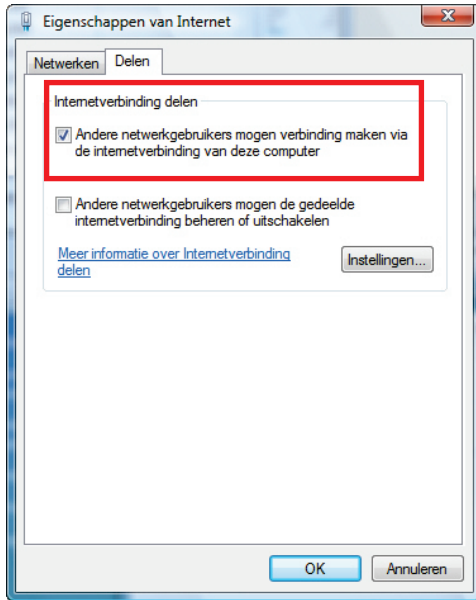 Eigenschappen van Internet
Netwerken Delen
Internetverbinding delen
Andere netwerkgebruikers mogen verbinding maken via
de internetverbinding van deze computer
Andere netwerkgebruikers mogen de gedeelde
internetverbinding beheren of uitschakelen
Meer informatie over Internetverbinding
delen
Instellingen...
OK Annuleren